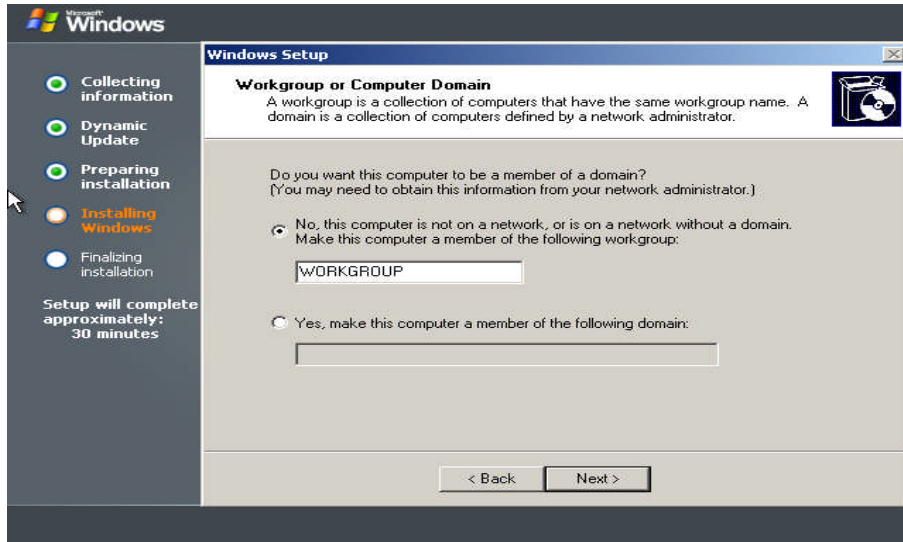 Microsoft
Windows
Collecting
information
Dynamic
Update
Preparing
installation
Installing
Windows
Finalizing
installation
Setup will complete
approximately:
30 minutes
Windows Setup
Workgroup or Computer Domain
A workgroup is a collection of computers that have the same workgroup name. A
domain is a collection of computers defined by a network administrator.
Do you want this computer to be a member of a domain?
(You may need to obtain this information from your network administrator.)
No, this computer is not on a network, or is on a network without a domain.
Make this computer a member of the following workgroup:
WORKGROUP
Yes, make this computer a member of the following domain:
< Back
Next >